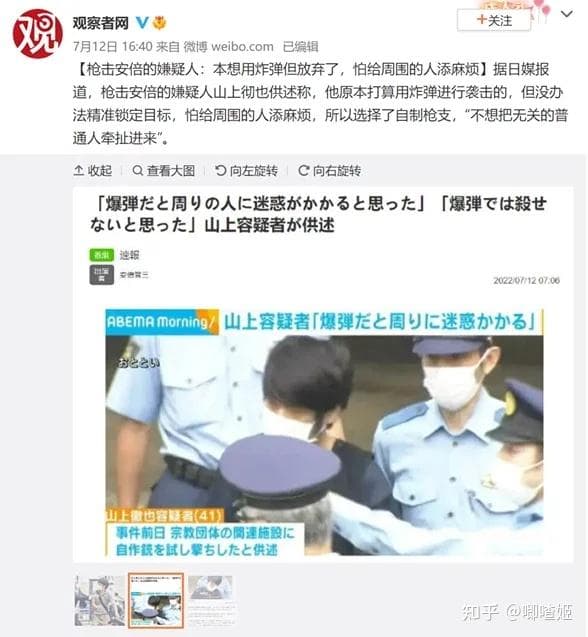 观察者网
+关注
7月12日 16:40 来自 微博 weibo.com 已编辑
【枪击安倍的嫌疑人：本想用炸弹但放弃了，怕给周围的人添麻烦】据日媒报
道，枪击安倍的嫌疑人山上彻也供述称，他原本打算用炸弹进行袭击的，但没办
法精准锁定目标，怕给周围的人添麻烦，所以选择了自制枪支，“不想把无关的普
通人牵扯进来”。
收起 查看大图 向左旋转 向右旋转
「爆弾だと周りの人に迷惑がかかると思った」「爆弾では殺せ
ないと思った」山上容疑者が供述
速報
安倍晋三
2022/07/12 07:06
ABEMA Morning/ 山上容疑者「爆弾だと周りに迷惑かかる」
おととい
山上徹也容疑者(41)
事件前日 宗教団体の関連施設に
自作銃を試し撃ちしたと供述
知乎 @唧喳姬